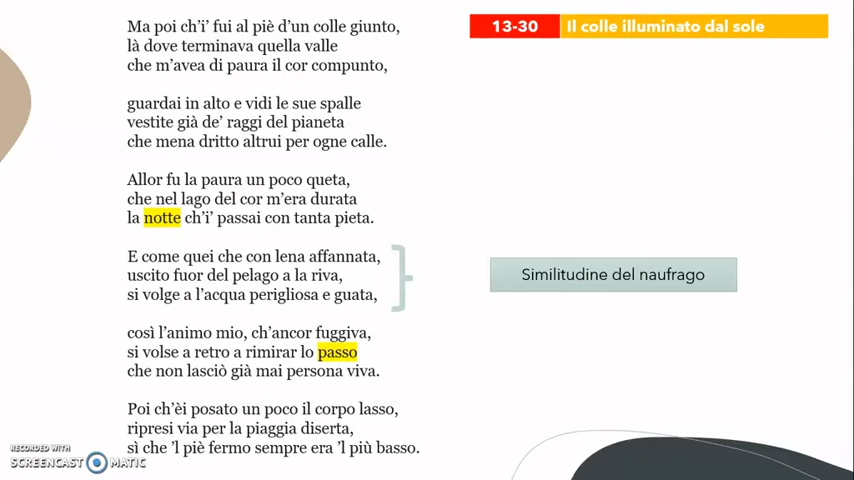 Ma poi ch'i' fui al piè d'un colle giunto,
là dove terminava quella valle
che m'avea di paura il cor compunto,
guardai in alto e vidi le sue spalle
vestite già de' raggi del pianeta
che mena dritto altrui per ogne calle.
Allor fu la paura un poco queta,
che nel lago del cor m'era durata
la notte ch'i' passai con tanta pieta.
E come quei che con lena affannata,
uscito fuor del pelago a la riva,
si volge a l'acqua perigliosa e guata,
così l'animo mio, ch'ancor fuggiva,
si volse a retro a rimirar lo passo
che non lasciò già mai persona viva.
Poi ch'èi posato un poco il corpo lasso,
ripresi via per la piaggia diserta,
sì che 'l piè fermo sempre era 'l più basso.
13-30 Il colle illuminato dal sole
Similitudine del naufrago
RECORDED WITH
SCREENCAST MATIC